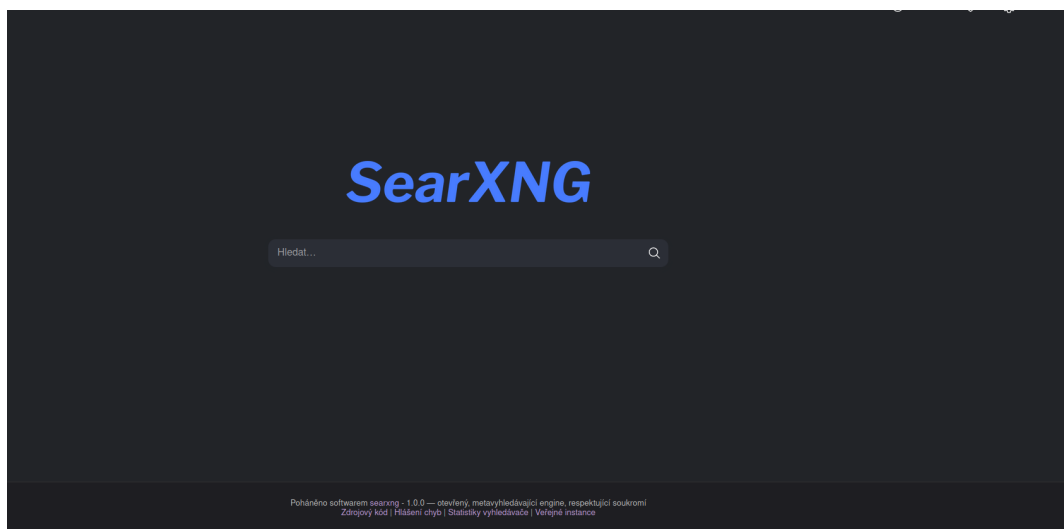 SearXNG
Hledat...
Poháněno softwarem searxng - 1.0.0 — otevřený, metavyhledávající engine, respektující soukromí
Zdrojový kód | Hlášení chyb | Statistiky vyhledávače | Veřejné instance